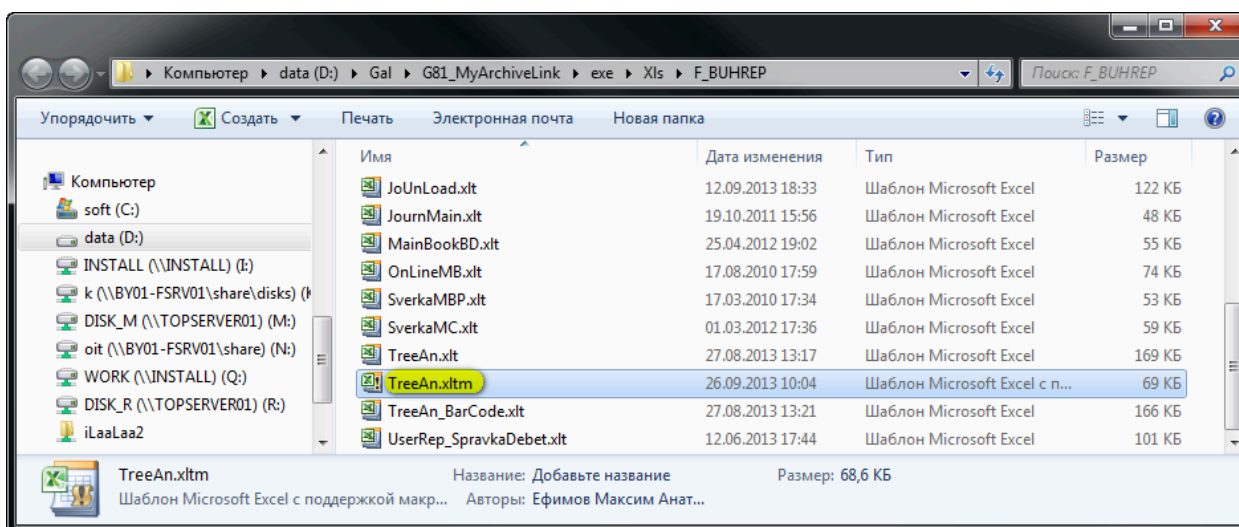 Компьютер ▸ data (D:) ▸ Gal ▸ G81_MyArchiveLink ▸ exe ▸ Xls ▸ F_BUHREP
Поиск: F_BUHREP
Упорядочить Создать Печать Электронная почта Новая папка
Имя Дата изменения Тип Размер
Компьютер
soft (C:)
data (D:)
INSTALL (\\INSTALL) (I:)
k (\\BY01-FSRV01\share\disks) (K
DISK_M (\\TOPSERVER01) (M:)
oit (\\BY01-FSRV01\share) (N:)
WORK (\\INSTALL) (Q:)
DISK_R (\\TOPSERVER01) (R:)
iLaaLaa2
JoUnLoad.xlt 12.09.2013 18:33 Шаблон Microsoft Excel 122 КБ
JournMain.xlt 19.10.2011 15:56 Шаблон Microsoft Excel 48 КБ
MainBookBD.xlt 25.04.2012 19:02 Шаблон Microsoft Excel 55 КБ
OnLineMB.xlt 17.08.2010 17:59 Шаблон Microsoft Excel 74 КБ
SverkaMBP.xlt 17.03.2010 17:34 Шаблон Microsoft Excel 53 КБ
SverkaMC.xlt 01.03.2012 17:36 Шаблон Microsoft Excel 59 КБ
TreeAn.xlt 27.08.2013 13:17 Шаблон Microsoft Excel 169 КБ
TreeAn.xltm 26.09.2013 10:04 Шаблон Microsoft Excel с п... 69 КБ
TreeAn_BarCode.xlt 27.08.2013 13:21 Шаблон Microsoft Excel 166 КБ
UserRep_SpravkaDebet.xlt 12.06.2013 17:44 Шаблон Microsoft Excel 101 КБ
TreeAn.xltm Название: Добавьте название Размер: 68,6 КБ
Шаблон Microsoft Excel с поддержкой макр... Авторы: Ефимов Максим Анат...